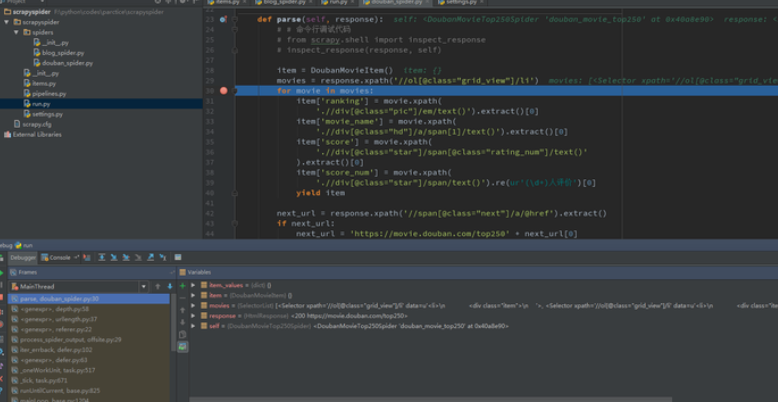 Project
items.py
blog_spider.py
run.py
douban_spider.py
settings.py
scrapyspider
scrapyspider
spiders
__init__.py
blog_spider.py
douban_spider.py
__init__.py
items.py
pipelines.py
run.py
settings.py
scrapy.cfg
External Libraries
23 def parse(self, response): self: <DoubanMovieTop250Spider 'douban_movie_top250' at 0x40a8e90> response:
24 # # 命令行调试代码
25 # from scrapy.shell import inspect_response
26 # inspect_response(response, self)
27
28 item = DoubanMovieItem() item: {}
29 movies = response.xpath('//ol[@class="grid_view"]/li') movies: [<Selector xpath='//ol[@class="grid_view
30 for movie in movies:
31 item['ranking'] = movie.xpath(
32 './/div[@class="pic"]/em/text()').extract()[0]
33 item['movie_name'] = movie.xpath(
34 './/div[@class="hd"]/a/span[1]/text()').extract()[0]
35 item['score'] = movie.xpath(
36 './/div[@class="star"]/span[@class="rating_num"]/text()'
37 ).extract()[0]
38 item['score_num'] = movie.xpath(
39 './/div[@class="star"]/span/text()').re(ur'(\d+)人评价')[0]
40 yield item
41
42 next_url = response.xpath('//span[@class="next"]/a/@href').extract()
43 if next_url:
44 next_url = 'https://movie.douban.com/top250' + next_url[0]
run
Debugger
Console
Frames
Variables
MainThread
parse, douban_spider.py:30
<genexpr>, depth.py:58
<genexpr>, urllength.py:37
<genexpr>, referer.py:22
process_spider_output, offsite.py:29
iter_errback, defer.py:102
<genexpr>, defer.py:63
_oneWorkUnit, task.py:517
_tick, task.py:671
runUntilCurrent, base.py:825
item_values = {dict} {}
item = {DoubanMovieItem} {}
movies = {SelectorList} [<Selector xpath='//ol[@class="grid_view"]/li' data=u'<li>\n <div class="item">\n '>, <Selector xpath='//ol[@class="grid_view"]/li' data=u'<li>\n <div class="item
response = {HtmlResponse} <200 https://movie.douban.com/top250>
self = {DoubanMovieTop250Spider} <DoubanMovieTop250Spider 'douban_movie_top250' at 0x40a8e90>